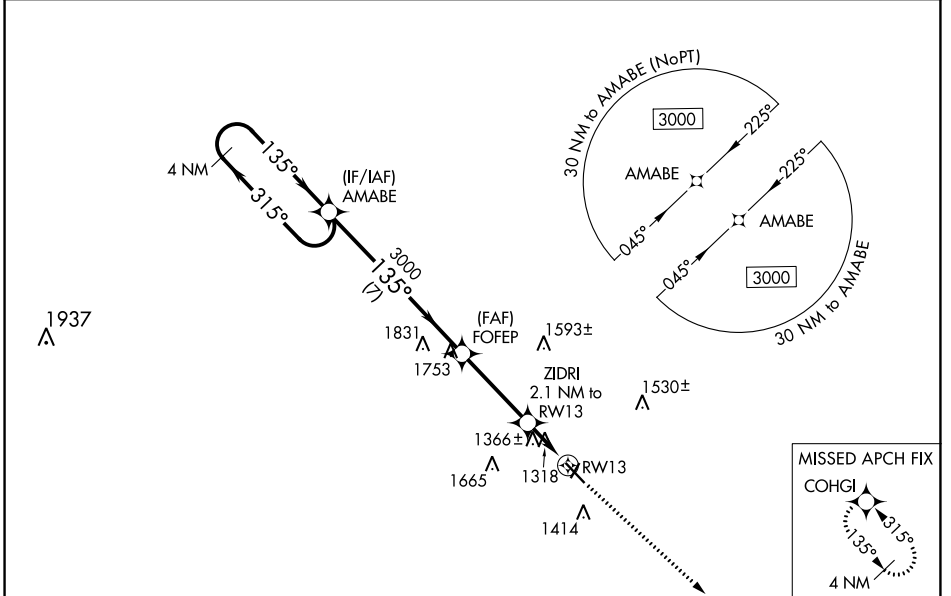 30 NM to AMABE (NoPT)
3000
225°
AMABE
045°
225°
AMABE
045°
3000
30 NM to AMABE
4 NM
135°
315°
(IF/IAF)
AMABE
3000
135°
(7)
1937
1831
1753
(FAF)
FOFEP
1593±
ZIDRI
2.1 NM to
RW13
1530±
1366±
1318
RW13
1665
1414
MISSED APCH FIX
COHGI
315°
135°
4 NM